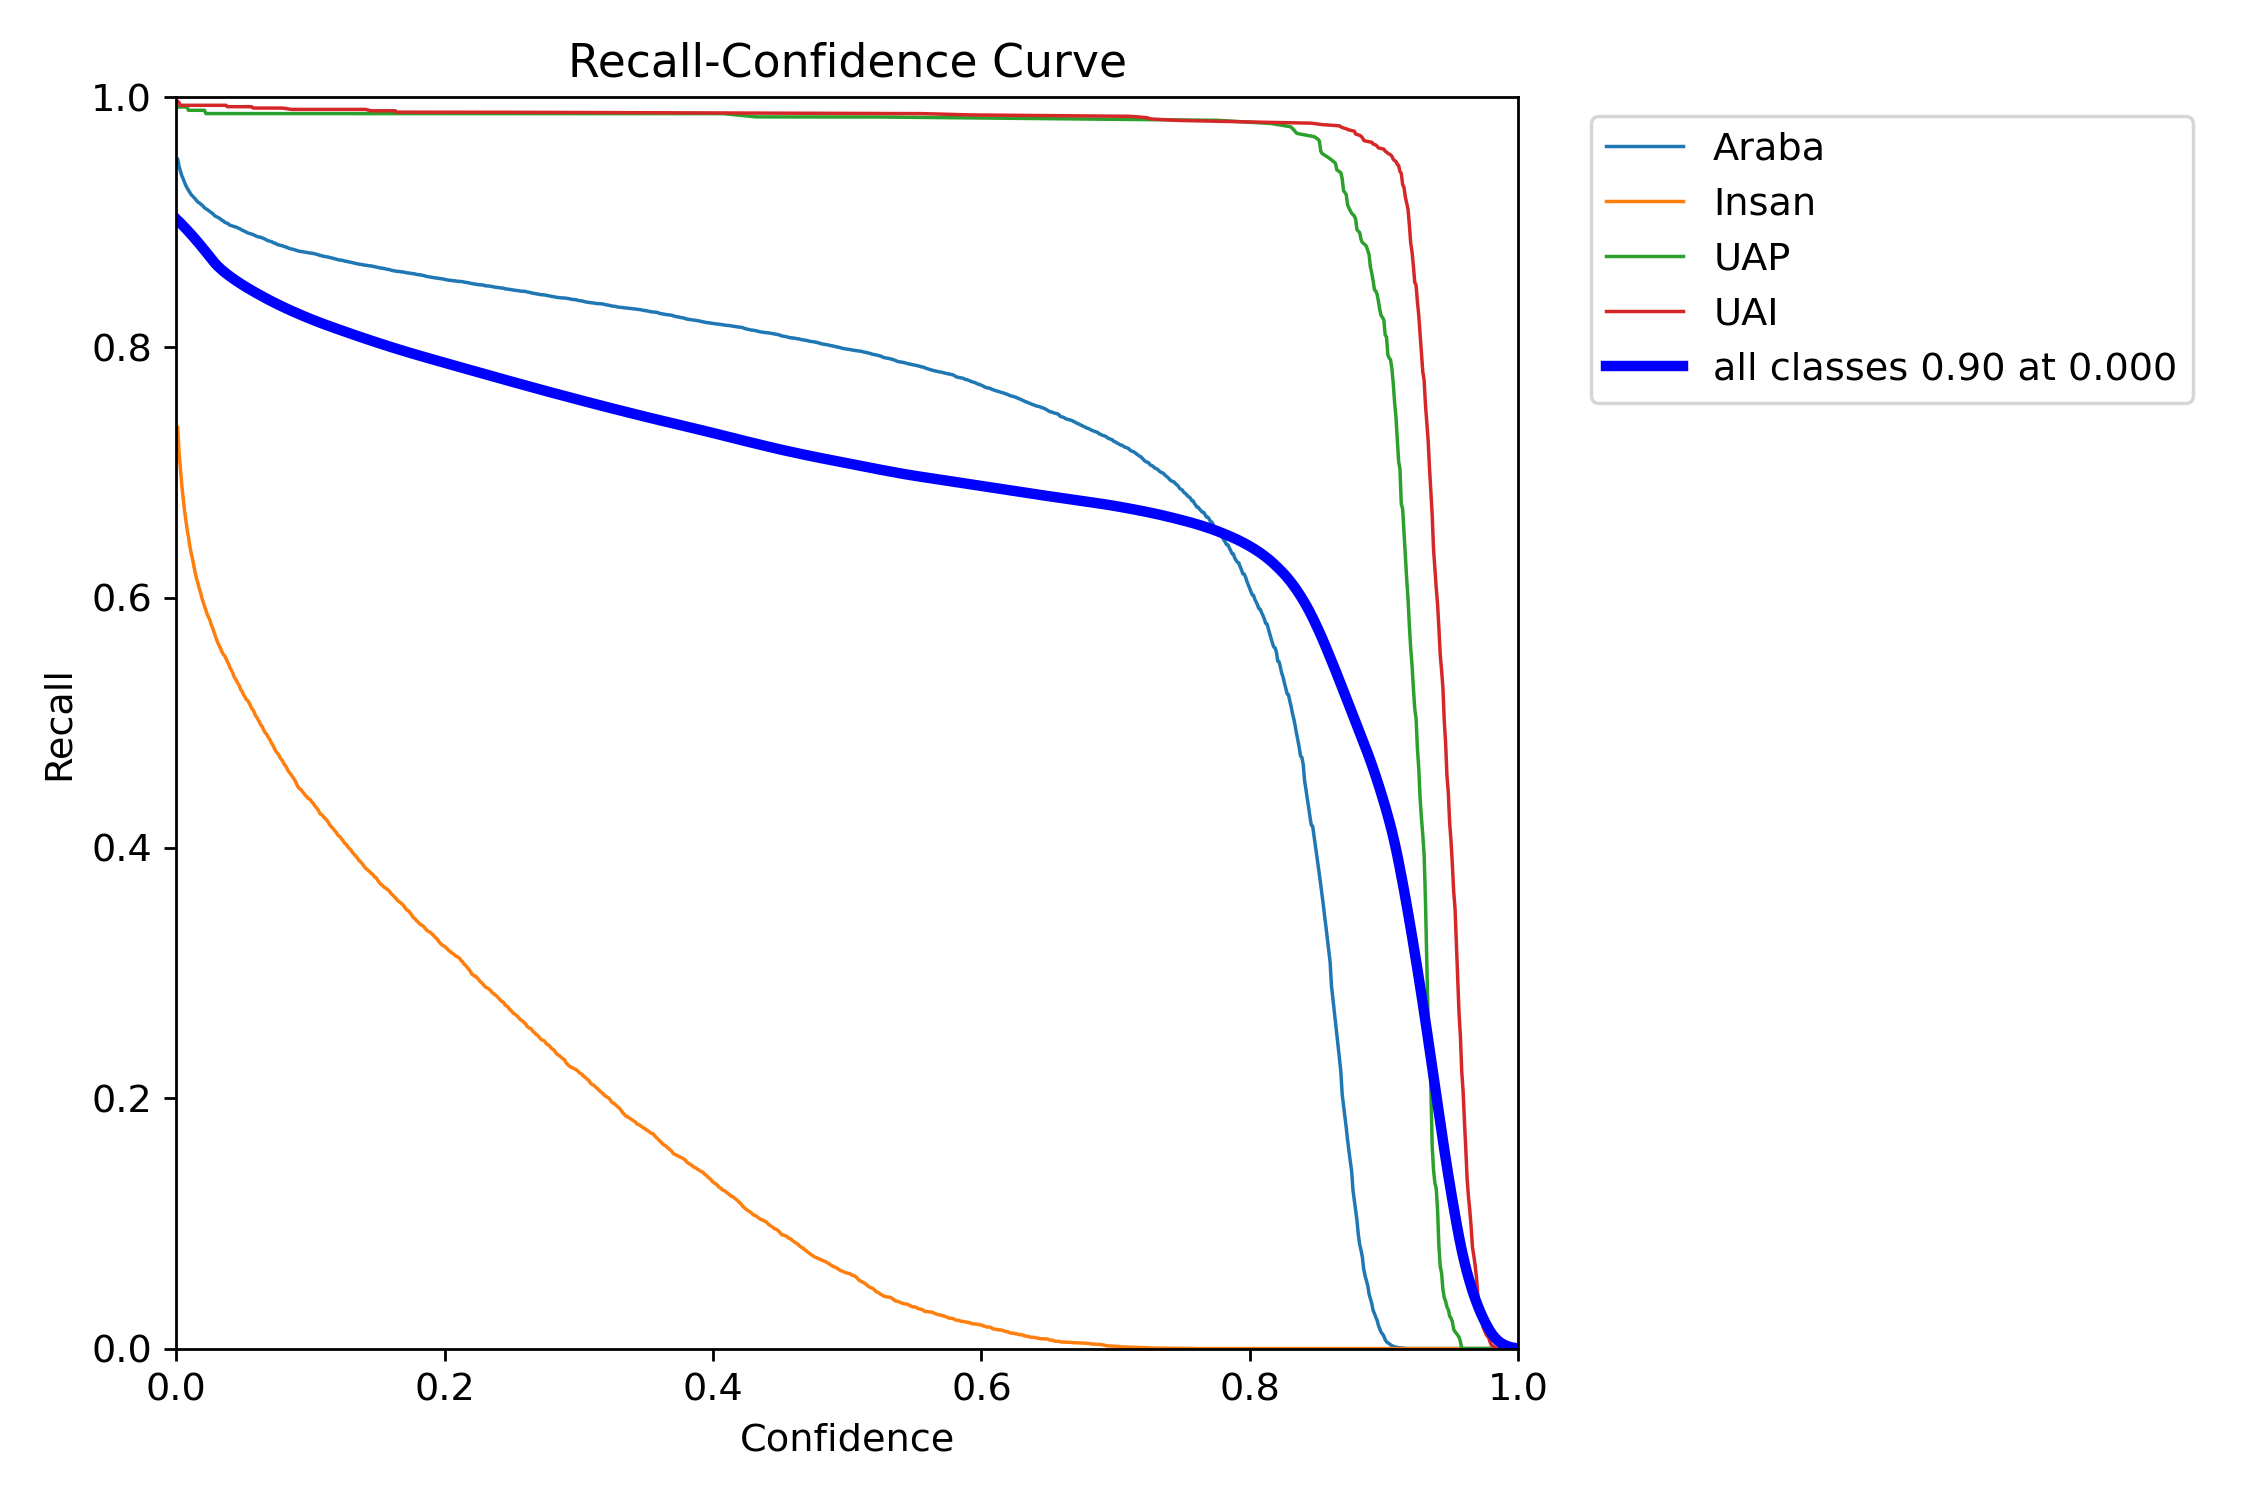 Recall-Confidence Curve
1.0
0.8
0.6
0.4
0.2
0.0
Recall
0.0 0.2 0.4 0.6 0.8 1.0
Confidence
Araba
Insan
UAP
UAI
all classes 0.90 at 0.000